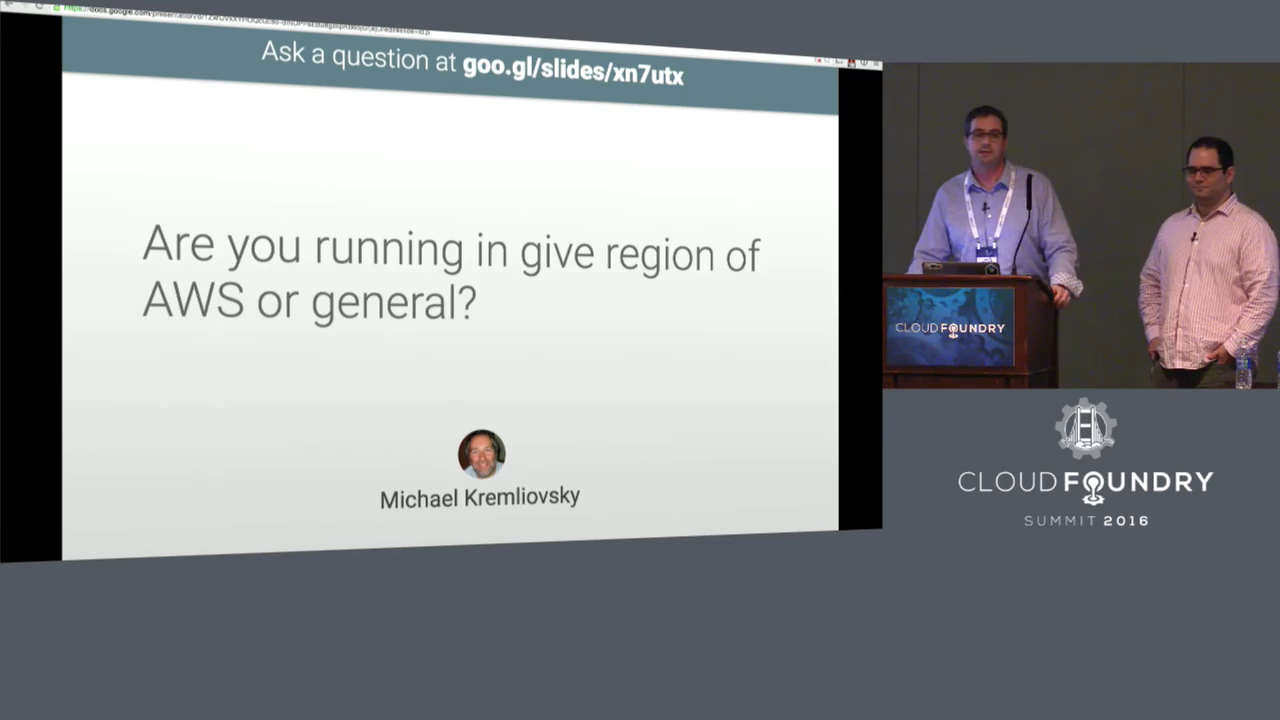 Ask a question at goo.gl/slides/xn7utx
Are you running in give region of
AWS or general?
Michael Kremliovsky
CLOUD FOUNDRY
CLOUD FOUNDRY
SUMMIT 2016